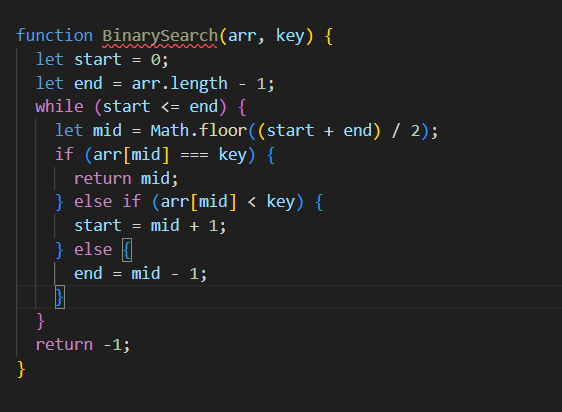 function BinarySearch(arr, key) {
  let start = 0;
  let end = arr.length - 1;
  while (start <= end) {
    let mid = Math.floor((start + end) / 2);
    if (arr[mid] === key) {
      return mid;
    } else if (arr[mid] < key) {
      start = mid + 1;
    } else {
      end = mid - 1;
    }
  }
  return -1;
}